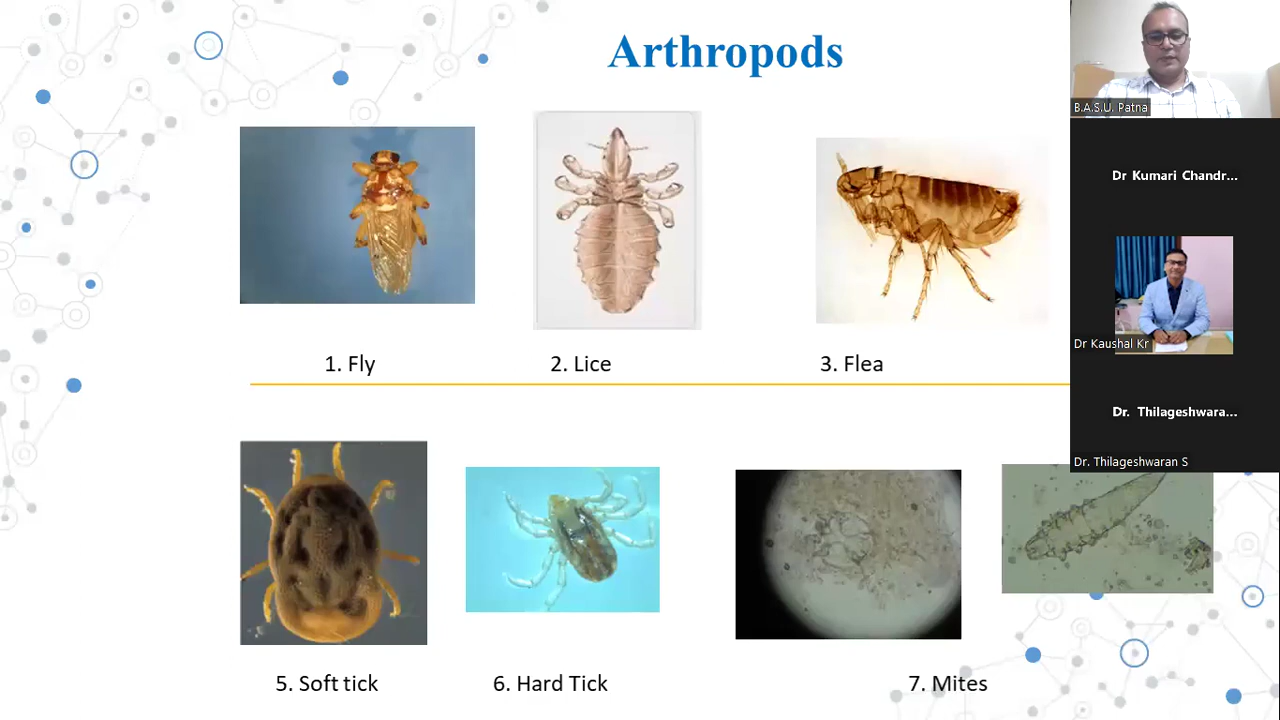 Arthropods
B.A.S.U. Patna
Dr Kumari Chandr...
1. Fly
2. Lice
3. Flea
Dr Kaushal Kr
Dr. Thilageshwara...
Dr. Thilageshwaran S
5. Soft tick
6. Hard Tick
7. Mites